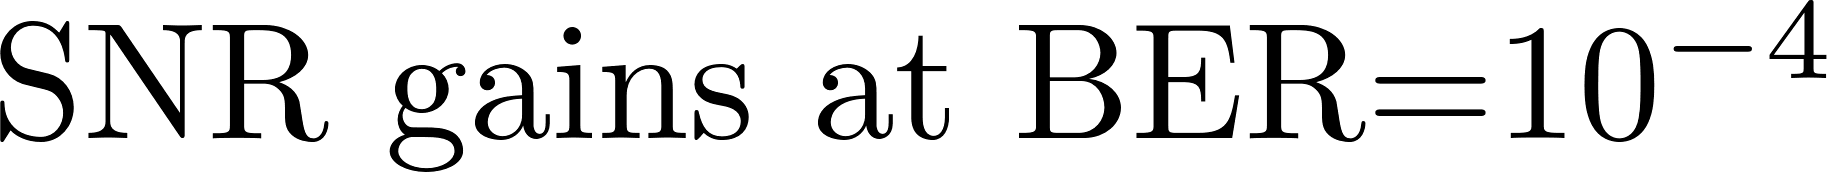 SNR gains at BER=10⁻⁴